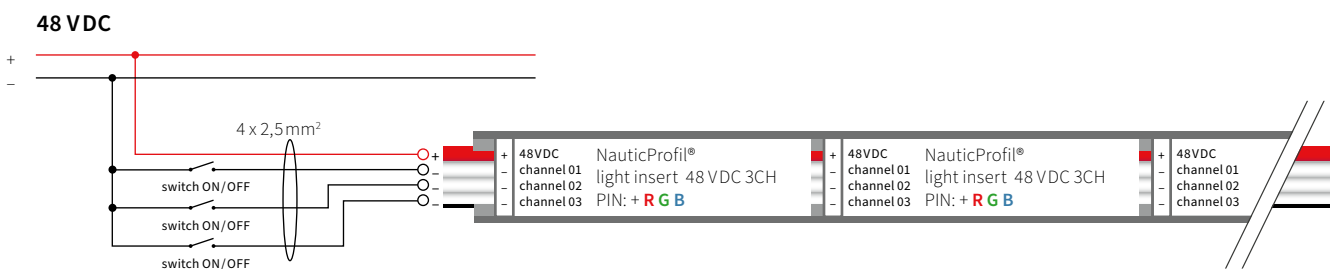 48 VDC
+
–
4 x 2,5 mm²
switch ON/OFF
switch ON/OFF
switch ON/OFF
+
–
–
–
+ 48VDC
– channel 01
– channel 02
– channel 03
NauticProfil®
light insert 48 VDC 3CH
PIN: + R G B
+ 48VDC
– channel 01
– channel 02
– channel 03
NauticProfil®
light insert 48 VDC 3CH
PIN: + R G B
+ 48VDC
– channel 01
– channel 02
– channel 03